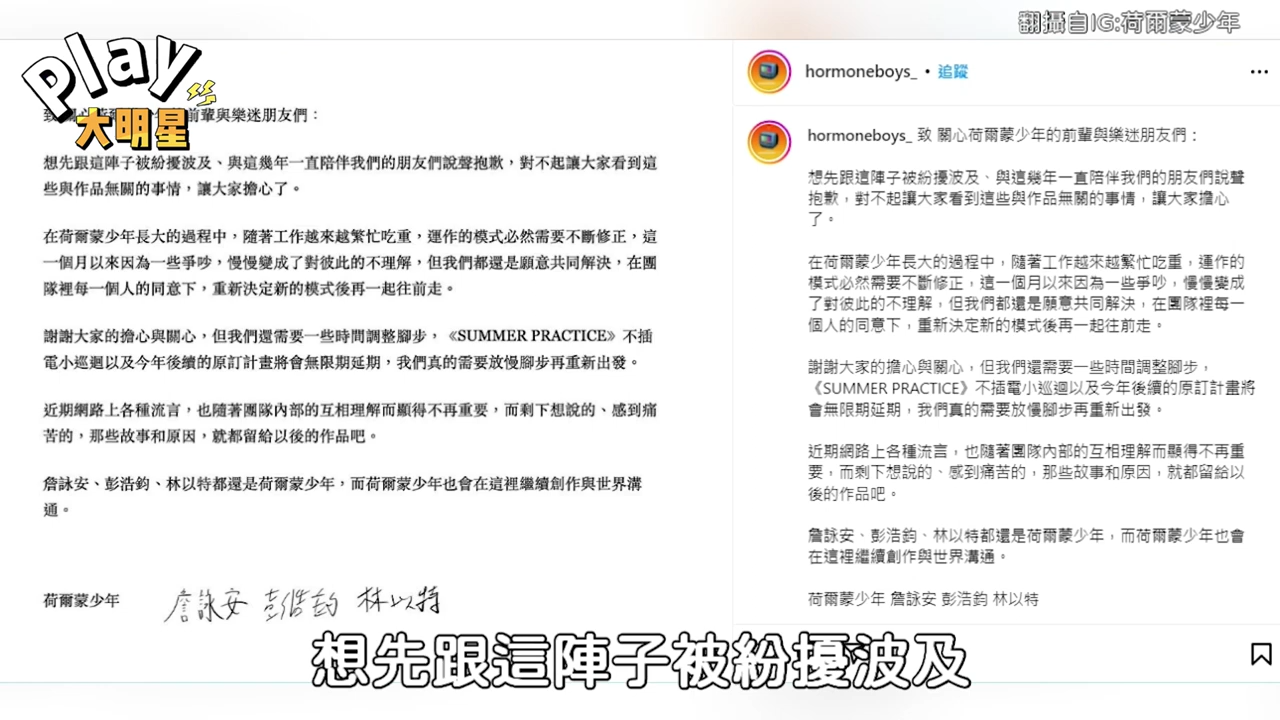 翻攝自IG:荷爾蒙少年
Play
大明星
致
前輩與樂迷朋友們：
想先跟這陣子被紛擾波及、與這幾年一直陪伴我們的朋友們說聲抱歉，對不起讓大家看到這
些與作品無關的事情，讓大家擔心了。
在荷爾蒙少年長大的過程中，隨著工作越來越繁忙吃重，運作的模式必然需要不斷修正，這
一個月以來因為一些爭吵，慢慢變成了對彼此的不理解，但我們都還是願意共同解決，在團
隊裡每一個人的同意下，重新決定新的模式後再一起往前走。
謝謝大家的擔心與關心，但我們還需要一些時間調整腳步，《SUMMER PRACTICE》不插
電小巡迴以及今年後續的原訂計畫將會無限期延期，我們真的需要放慢腳步再重新出發。
近期網路上各種流言，也隨著團隊內部的互相理解而顯得不再重要，而剩下想說的、感到痛
苦的，那些故事和原因，就都留給以後的作品吧。
詹詠安、彭浩鈞、林以特都還是荷爾蒙少年，而荷爾蒙少年也會在這裡繼續創作與世界溝
通。
荷爾蒙少年 詹詠安 彭浩鈞 林以特
hormoneboys_ • 追蹤
hormoneboys_ 致 關心荷爾蒙少年的前輩與樂迷朋友們：
想先跟這陣子被紛擾波及、與這幾年一直陪伴我們的朋友們說聲
抱歉，對不起讓大家看到這些與作品無關的事情，讓大家擔心
了。
在荷爾蒙少年長大的過程中，隨著工作越來越繁忙吃重，運作的
模式必然需要不斷修正，這一個月以來因為一些爭吵，慢慢變成
了對彼此的不理解，但我們都還是願意共同解決，在團隊裡每一
個人的同意下，重新決定新的模式後再一起往前走。
謝謝大家的擔心與關心，但我們還需要一些時間調整腳步，
《SUMMER PRACTICE》不插電小巡迴以及今年後續的原訂計畫將
會無限期延期，我們真的需要放慢腳步再重新出發。
近期網路上各種流言，也隨著團隊內部的互相理解而顯得不再重
要，而剩下想說的、感到痛苦的，那些故事和原因，就都留給以
後的作品吧。
詹詠安、彭浩鈞、林以特都還是荷爾蒙少年，而荷爾蒙少年也會
在這裡繼續創作與世界溝通。
荷爾蒙少年 詹詠安 彭浩鈞 林以特
想先跟這陣子被紛擾波及